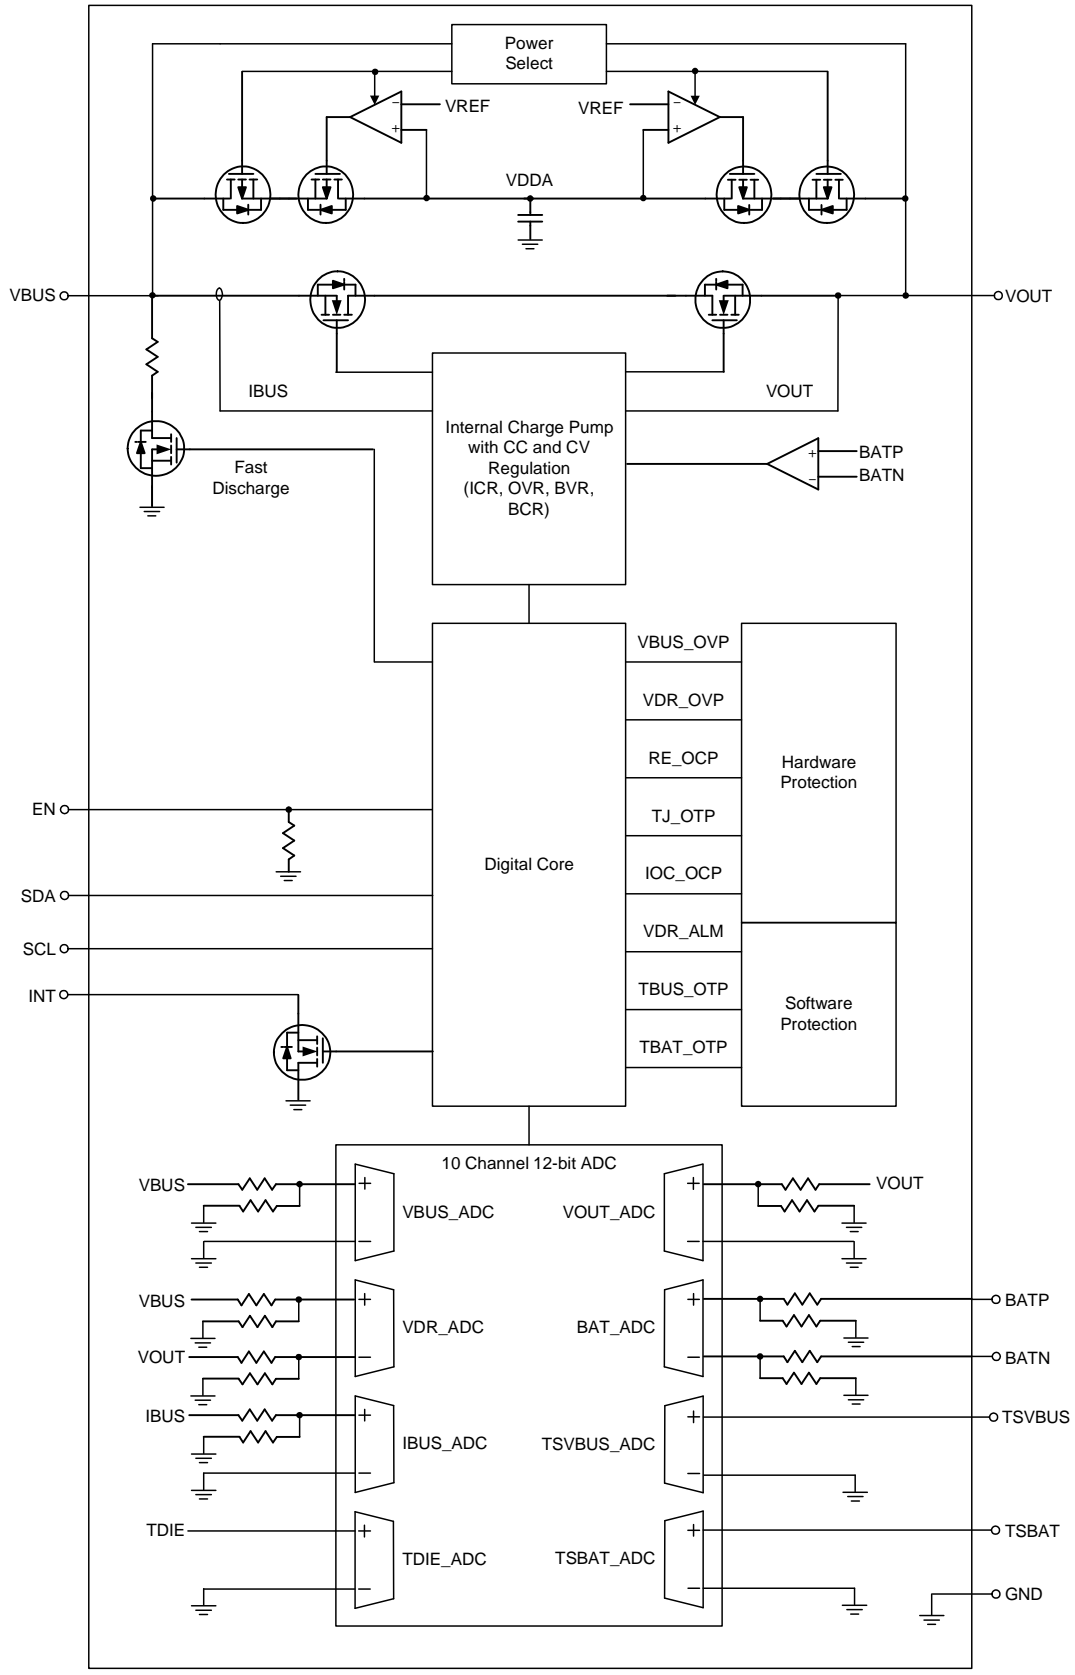 Power
Select
VREF
VREF
VDDA
VBUS
VOUT
IBUS
VOUT
Internal Charge Pump
with CC and CV
Regulation
(ICR, OVR, BVR,
BCR)
BATP
BATN
Fast
Discharge
VBUS_OVP
VDR_OVP
RE_OCP
TJ_OTP
IOC_OCP
VDR_ALM
TBUS_OTP
TBAT_OTP
Hardware
Protection
Software
Protection
Digital Core
EN
SDA
SCL
INT
10 Channel 12-bit ADC
VBUS
VBUS_ADC
VOUT_ADC
VOUT
VBUS
VOUT
VDR_ADC
BAT_ADC
BATP
BATN
IBUS
IBUS_ADC
TSVBUS_ADC
TSVBUS
TDIE
TDIE_ADC
TSBAT_ADC
TSBAT
GND